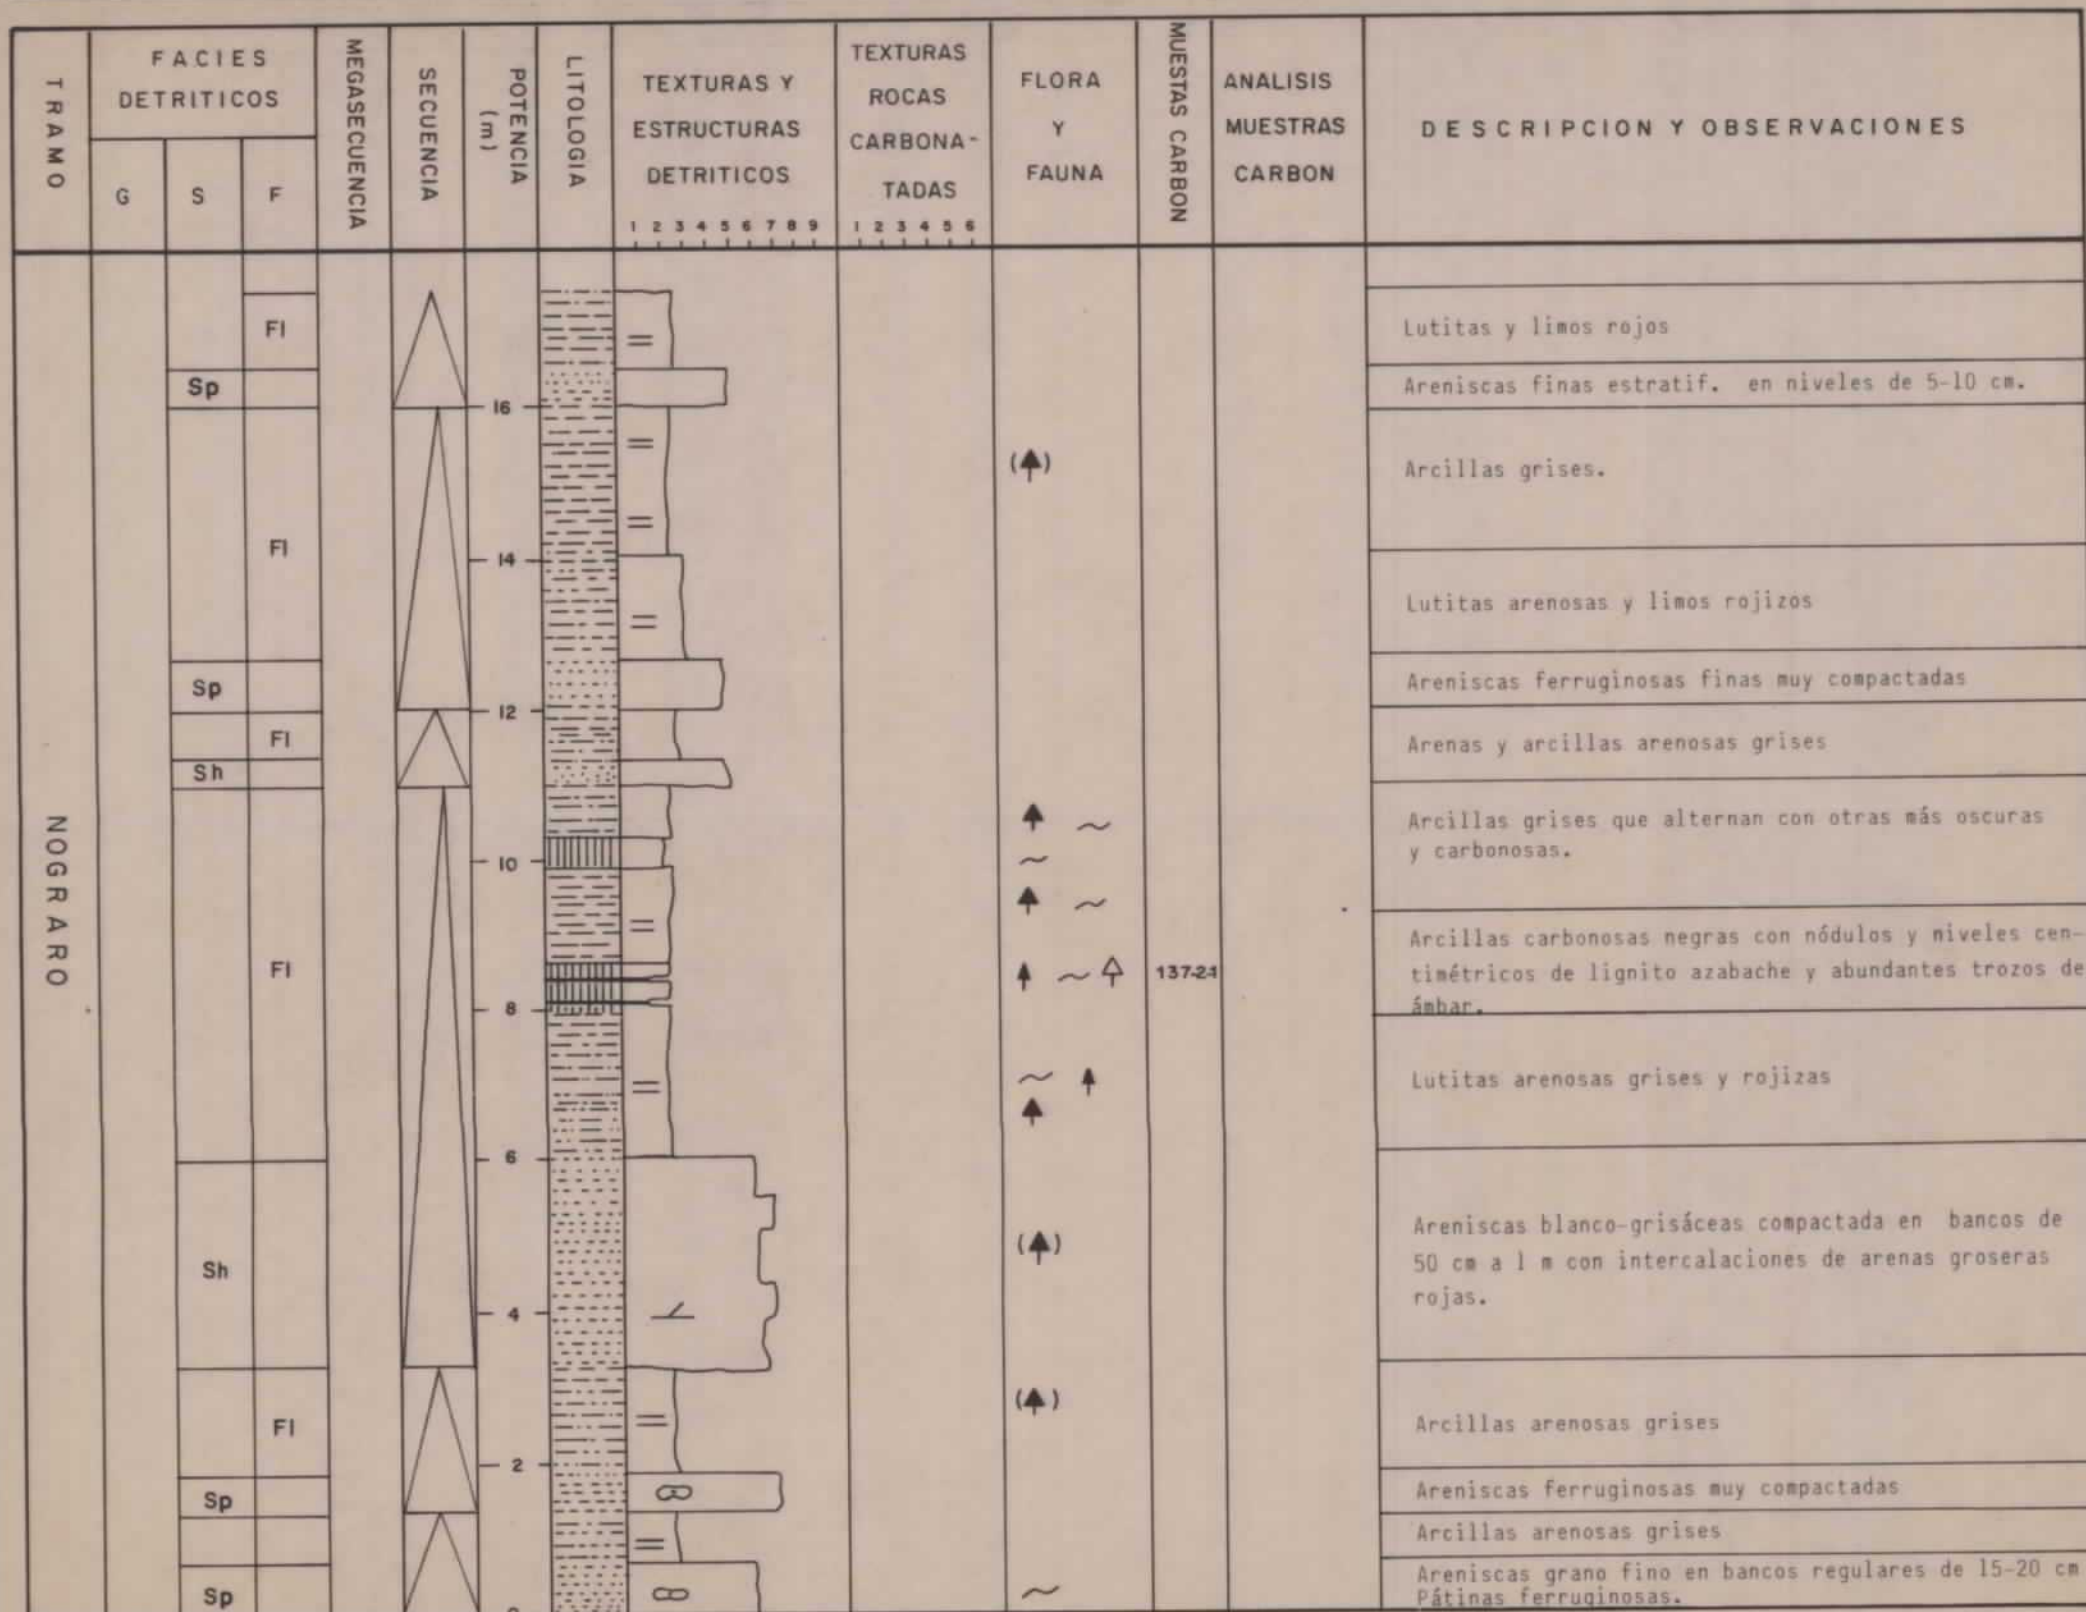 TRAMO
FACIES
DETRITICOS
G
S
F
MEGASECUENCIA
SECUENCIA
POTENCIA
(m)
LITOLOGIA
TEXTURAS Y
ESTRUCTURAS
DETRITICOS
1 2 3 4 5 6 7 8 9
TEXTURAS
ROCAS
CARBONA-
TADAS
1 2 3 4 5 6
FLORA
Y
FAUNA
MUESTAS CARBON
ANALISIS
MUESTRAS
CARBON
DESCRIPCION Y OBSERVACIONES
NOGRARO
Fl
Lutitas y limos rojos
Sp
Areniscas finas estratif. en niveles de 5-10 cm.
16
Arcillas grises.
Fl
14
Lutitas arenosas y limos rojizos
Sp
Areniscas ferruginosas finas muy compactadas
12
Fl
Arenas y arcillas arenosas grises
Sh
Arcillas grises que alternan con otras más oscuras
y carbonosas.
10
Fl
137-21
Arcillas carbonosas negras con nódulos y niveles cen-
timétricos de lignito azabache y abundantes trozos de
ámbar.
8
Lutitas arenosas grises y rojizas
6
Sh
Areniscas blanco-grisáceas compactada en bancos de
50 cm a 1 m con intercalaciones de arenas groseras
rojas.
4
Fl
Arcillas arenosas grises
2
Sp
Areniscas ferruginosas muy compactadas
Arcillas arenosas grises
Sp
Areniscas grano fino en bancos regulares de 15-20 cm
Pátinas ferruginosas.